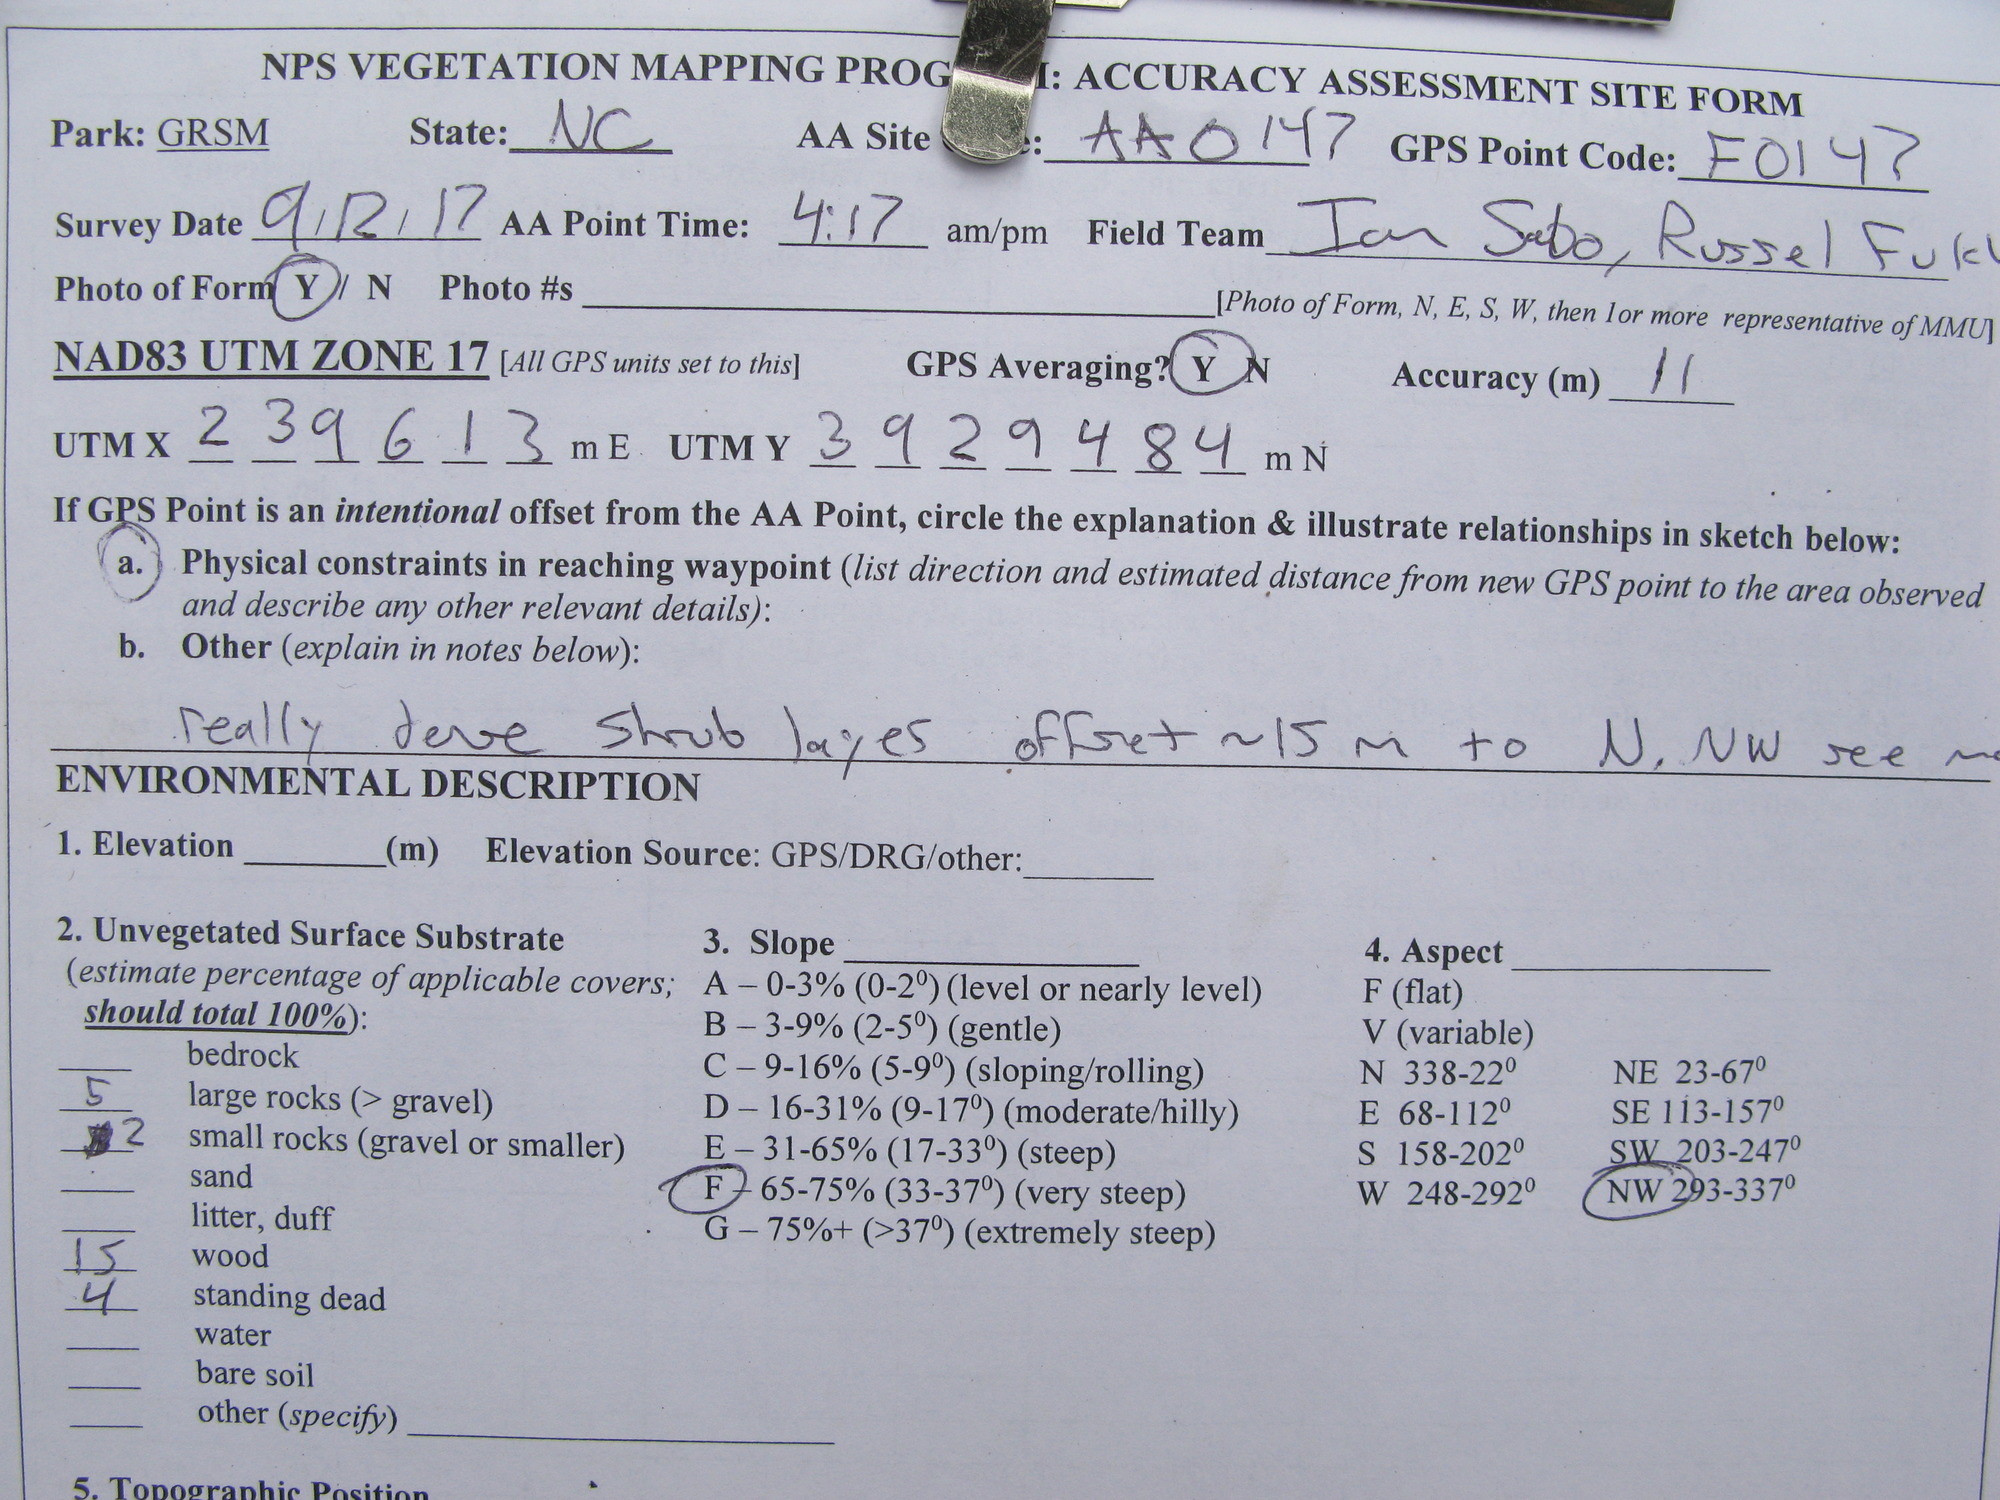 NPS VEGETATION MAPPING PROG : ACCURACY ASSESSMENT SITE FORM
Park: GRSM State: NC AA Site : AA0147 GPS Point Code: F0147
Survey Date 9/12/17 AA Point Time: 4:17 am/pm Field Team Ian Sabo, Russel
Photo of Form Y / N Photo #s [Photo of Form, N, E, S, W, then 1or more representative of MMU]
NAD83 UTM ZONE 17 [All GPS units set to this] GPS Averaging? Y N Accuracy (m) 11
UTM X 2 3 9 6 1 3 m E UTM Y 3 9 2 9 4 8 4 m N
If GPS Point is an intentional offset from the AA Point, circle the explanation & illustrate relationships in sketch below:
a. Physical constraints in reaching waypoint (list direction and estimated distance from new GPS point to the area observed
and describe any other relevant details):
b. Other (explain in notes below):
really shrub layer offset ~15 m to N, NW see
ENVIRONMENTAL DESCRIPTION
1. Elevation (m) Elevation Source: GPS/DRG/other:
2. Unvegetated Surface Substrate 3. Slope 4. Aspect
(estimate percentage of applicable covers; A – 0-3% (0-2⁰) (level or nearly level) F (flat)
should total 100%): B – 3-9% (2-5⁰) (gentle) V (variable)
bedrock C – 9-16% (5-9⁰) (sloping/rolling) N 338-22⁰ NE 23-67⁰
5 large rocks (> gravel) D – 16-31% (9-17⁰) (moderate/hilly) E 68-112⁰ SE 113-157⁰
2 small rocks (gravel or smaller) E – 31-65% (17-33⁰) (steep) S 158-202⁰ SW 203-247⁰
sand F – 65-75% (33-37⁰) (very steep) W 248-292⁰ NW 293-337⁰
litter, duff G – 75%+ (>37⁰) (extremely steep)
15 wood
4 standing dead
water
bare soil
other (specify)
5. Topographic Position